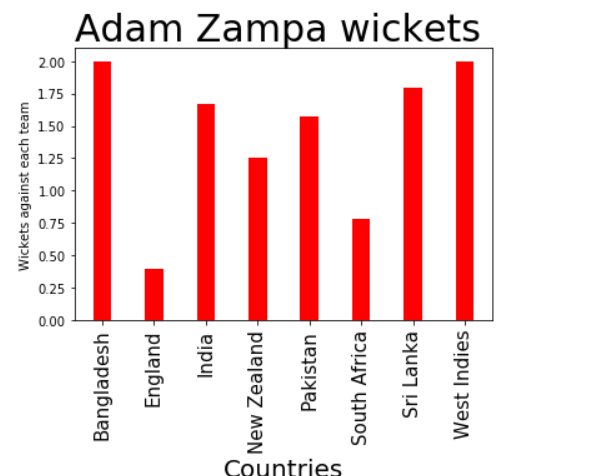 Adam Zampa wickets
Wickets against each team
2.00
1.75
1.50
1.25
1.00
0.75
0.50
0.25
0.00
Bangladesh
England
India
New Zealand
Pakistan
South Africa
Sri Lanka
West Indies
Countries